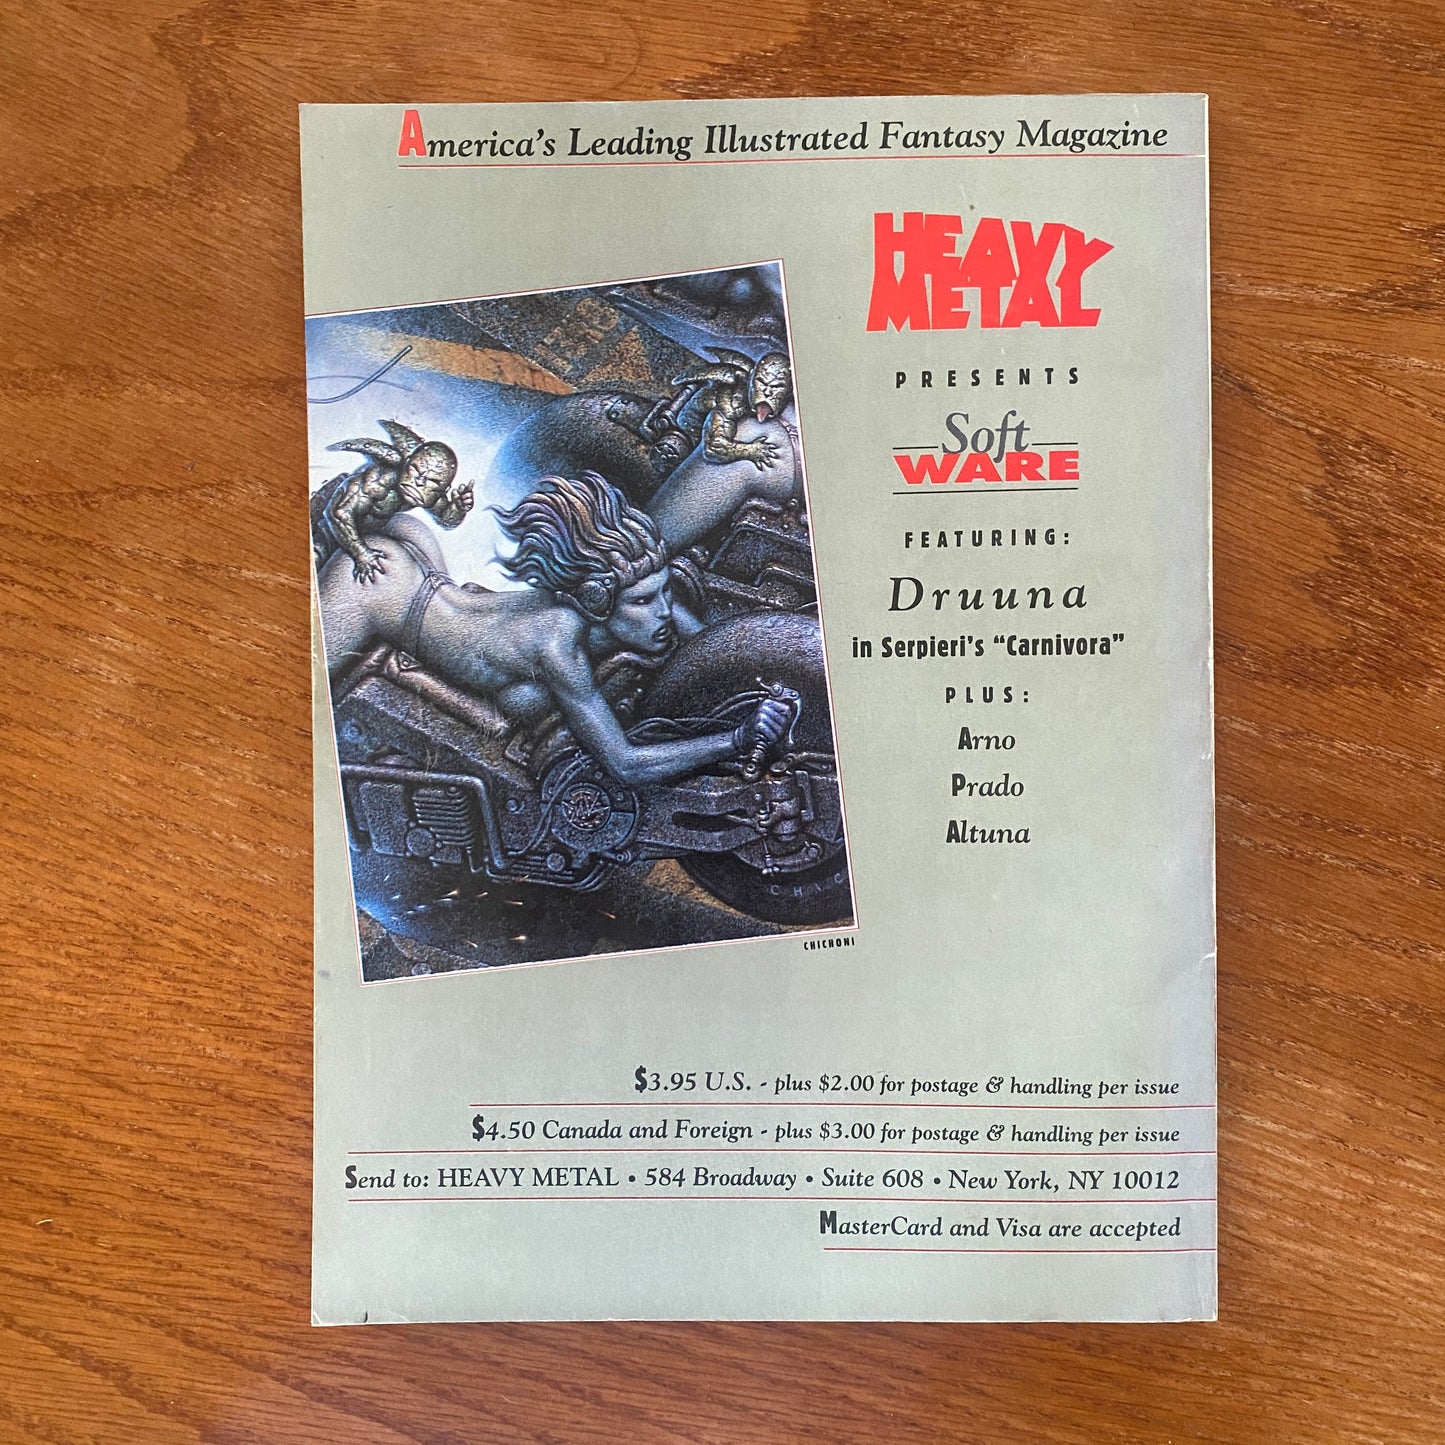 America's Leading Illustrated Fantasy Magazine
HEAVY
METAL
PRESENTS
Soft
WARE
FEATURING:
Druuna
in Serpieri's "Carnivora"
PLUS:
Arno
Prado
Altuna
CHICHONI
$3.95 U.S. - plus $2.00 for postage & handling per issue
$4.50 Canada and Foreign - plus $3.00 for postage & handling per issue
Send to: HEAVY METAL • 584 Broadway • Suite 608 • New York, NY 10012
MasterCard and Visa are accepted